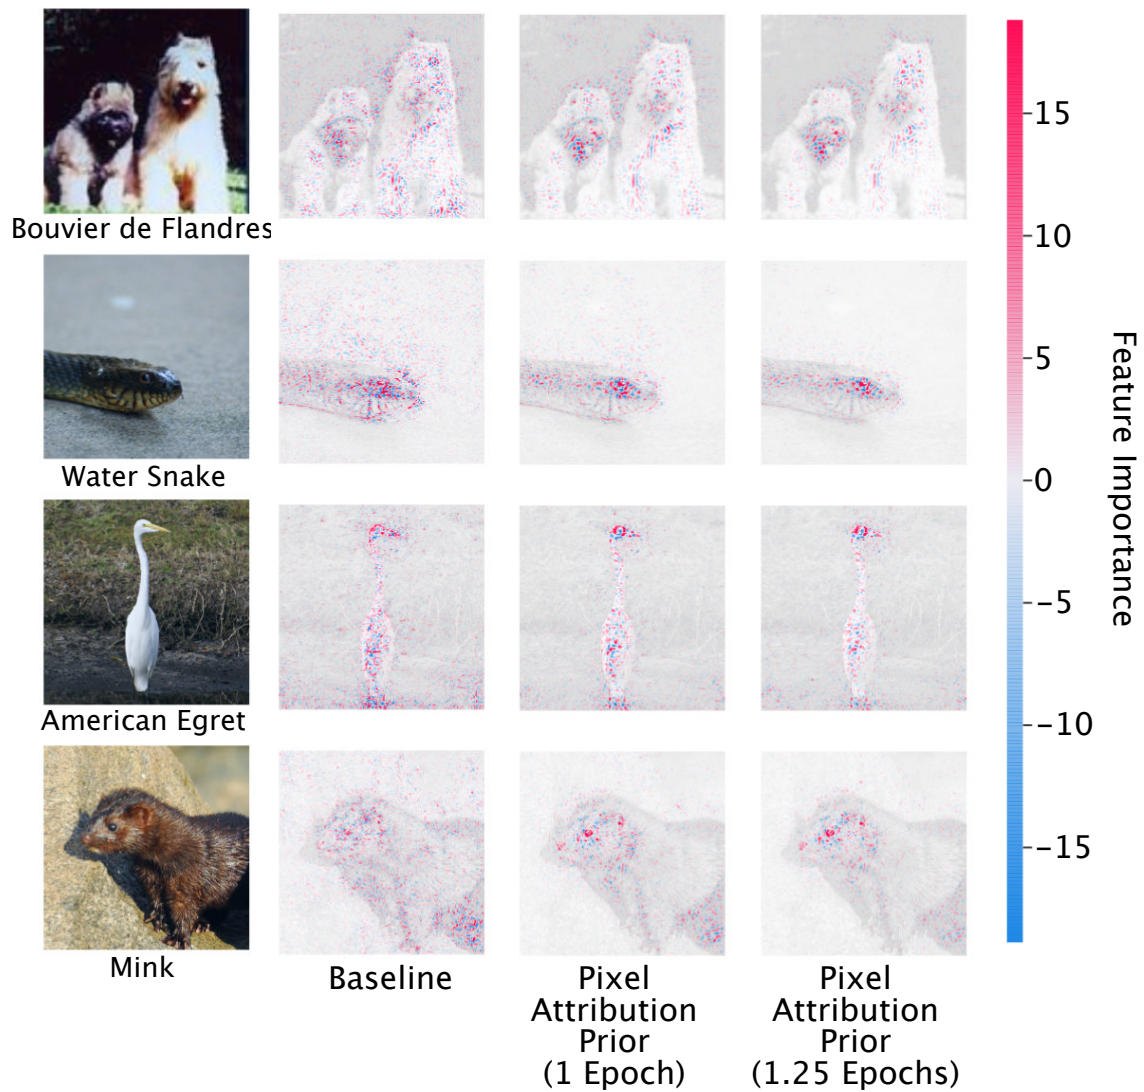 Bouvier de Flandres
Water Snake
American Egret
Mink
Baseline
Pixel
Attribution
Prior
(1 Epoch)
Pixel
Attribution
Prior
(1.25 Epochs)
15
10
5
0
−5
−10
−15
Feature Importance